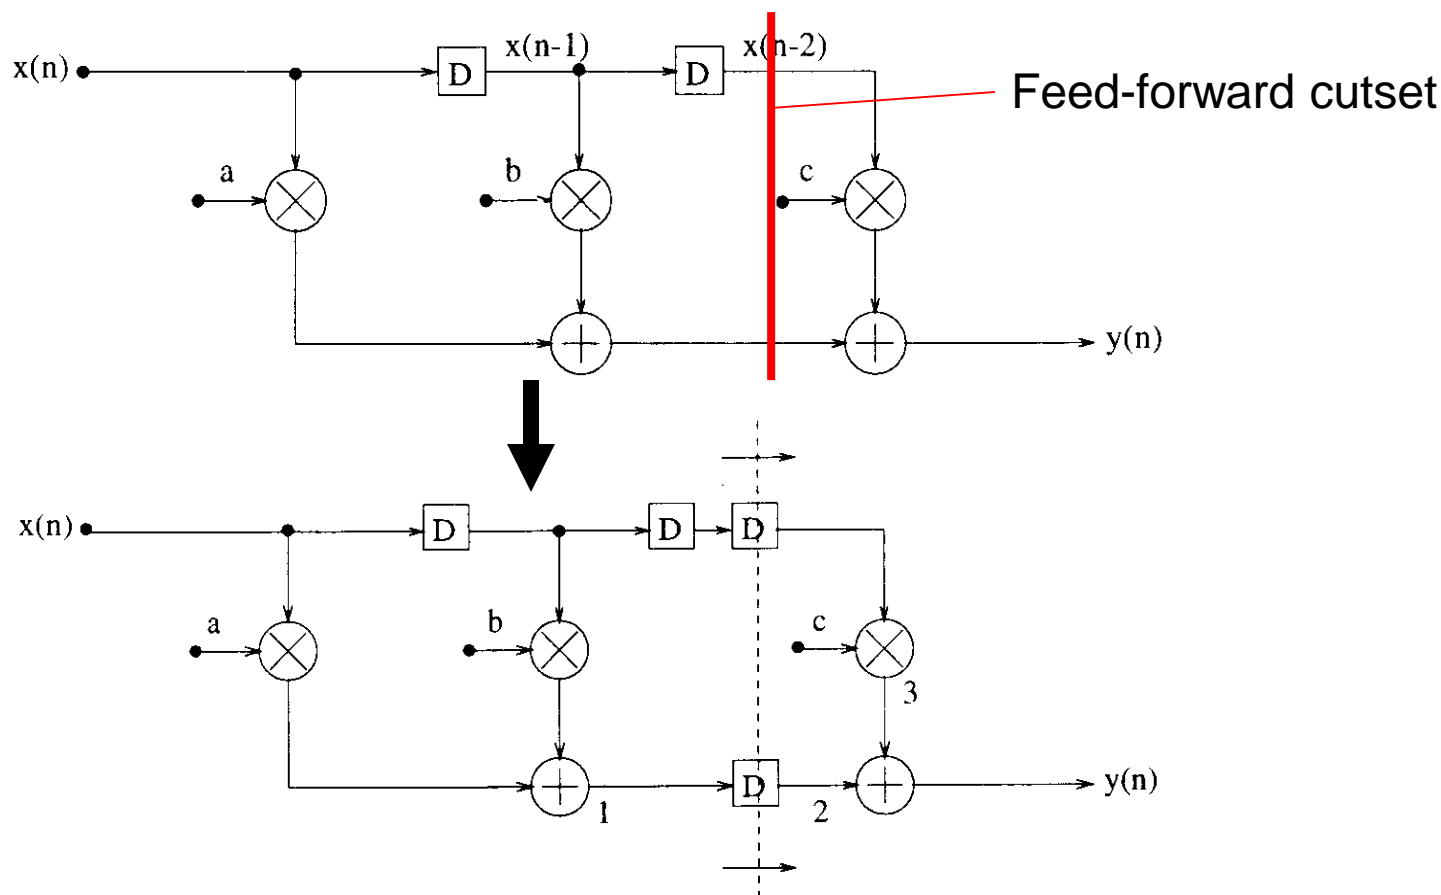 x(n)
D
x(n-1)
D
x(n-2)
Feed-forward cutset
a
b
c
y(n)
x(n)
D
D
D
a
b
c
3
D
1
2
y(n)